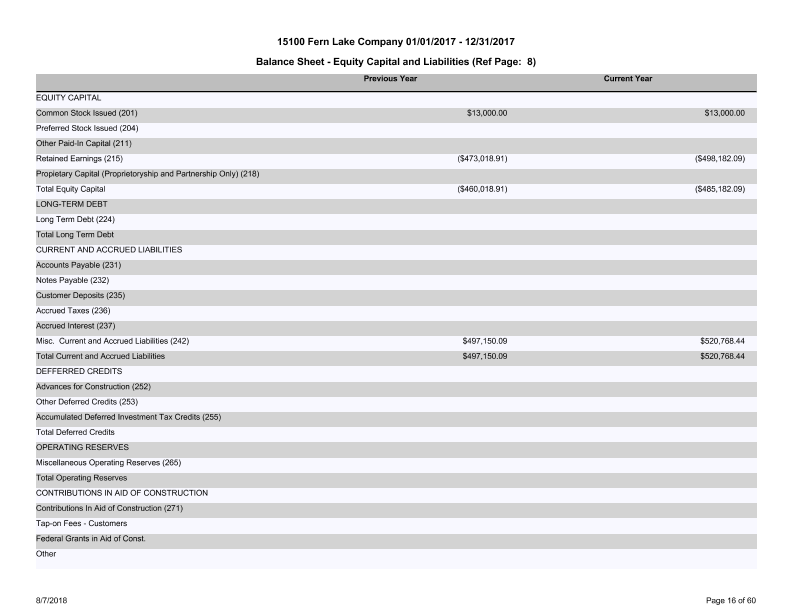 15100 Fern Lake Company 01/01/2017 - 12/31/2017
Balance Sheet - Equity Capital and Liabilities (Ref Page: 8)
Previous Year Current Year
EQUITY CAPITAL
Common Stock Issued (201) $13,000.00 $13,000.00
Preferred Stock Issued (204)
Other Paid-In Capital (211)
Retained Earnings (215) ($473,018.91) ($498,182.09)
Propietary Capital (Proprietoryship and Partnership Only) (218)
Total Equity Capital ($460,018.91) ($485,182.09)
LONG-TERM DEBT
Long Term Debt (224)
Total Long Term Debt
CURRENT AND ACCRUED LIABILITIES
Accounts Payable (231)
Notes Payable (232)
Customer Deposits (235)
Accrued Taxes (236)
Accrued Interest (237)
Misc. Current and Accrued Liabilities (242) $497,150.09 $520,768.44
Total Current and Accrued Liabilities $497,150.09 $520,768.44
DEFFERRED CREDITS
Advances for Construction (252)
Other Deferred Credits (253)
Accumulated Deferred Investment Tax Credits (255)
Total Deferred Credits
OPERATING RESERVES
Miscellaneous Operating Reserves (265)
Total Operating Reserves
CONTRIBUTIONS IN AID OF CONSTRUCTION
Contributions In Aid of Construction (271)
Tap-on Fees - Customers
Federal Grants in Aid of Const.
Other
8/7/2018 Page 16 of 60